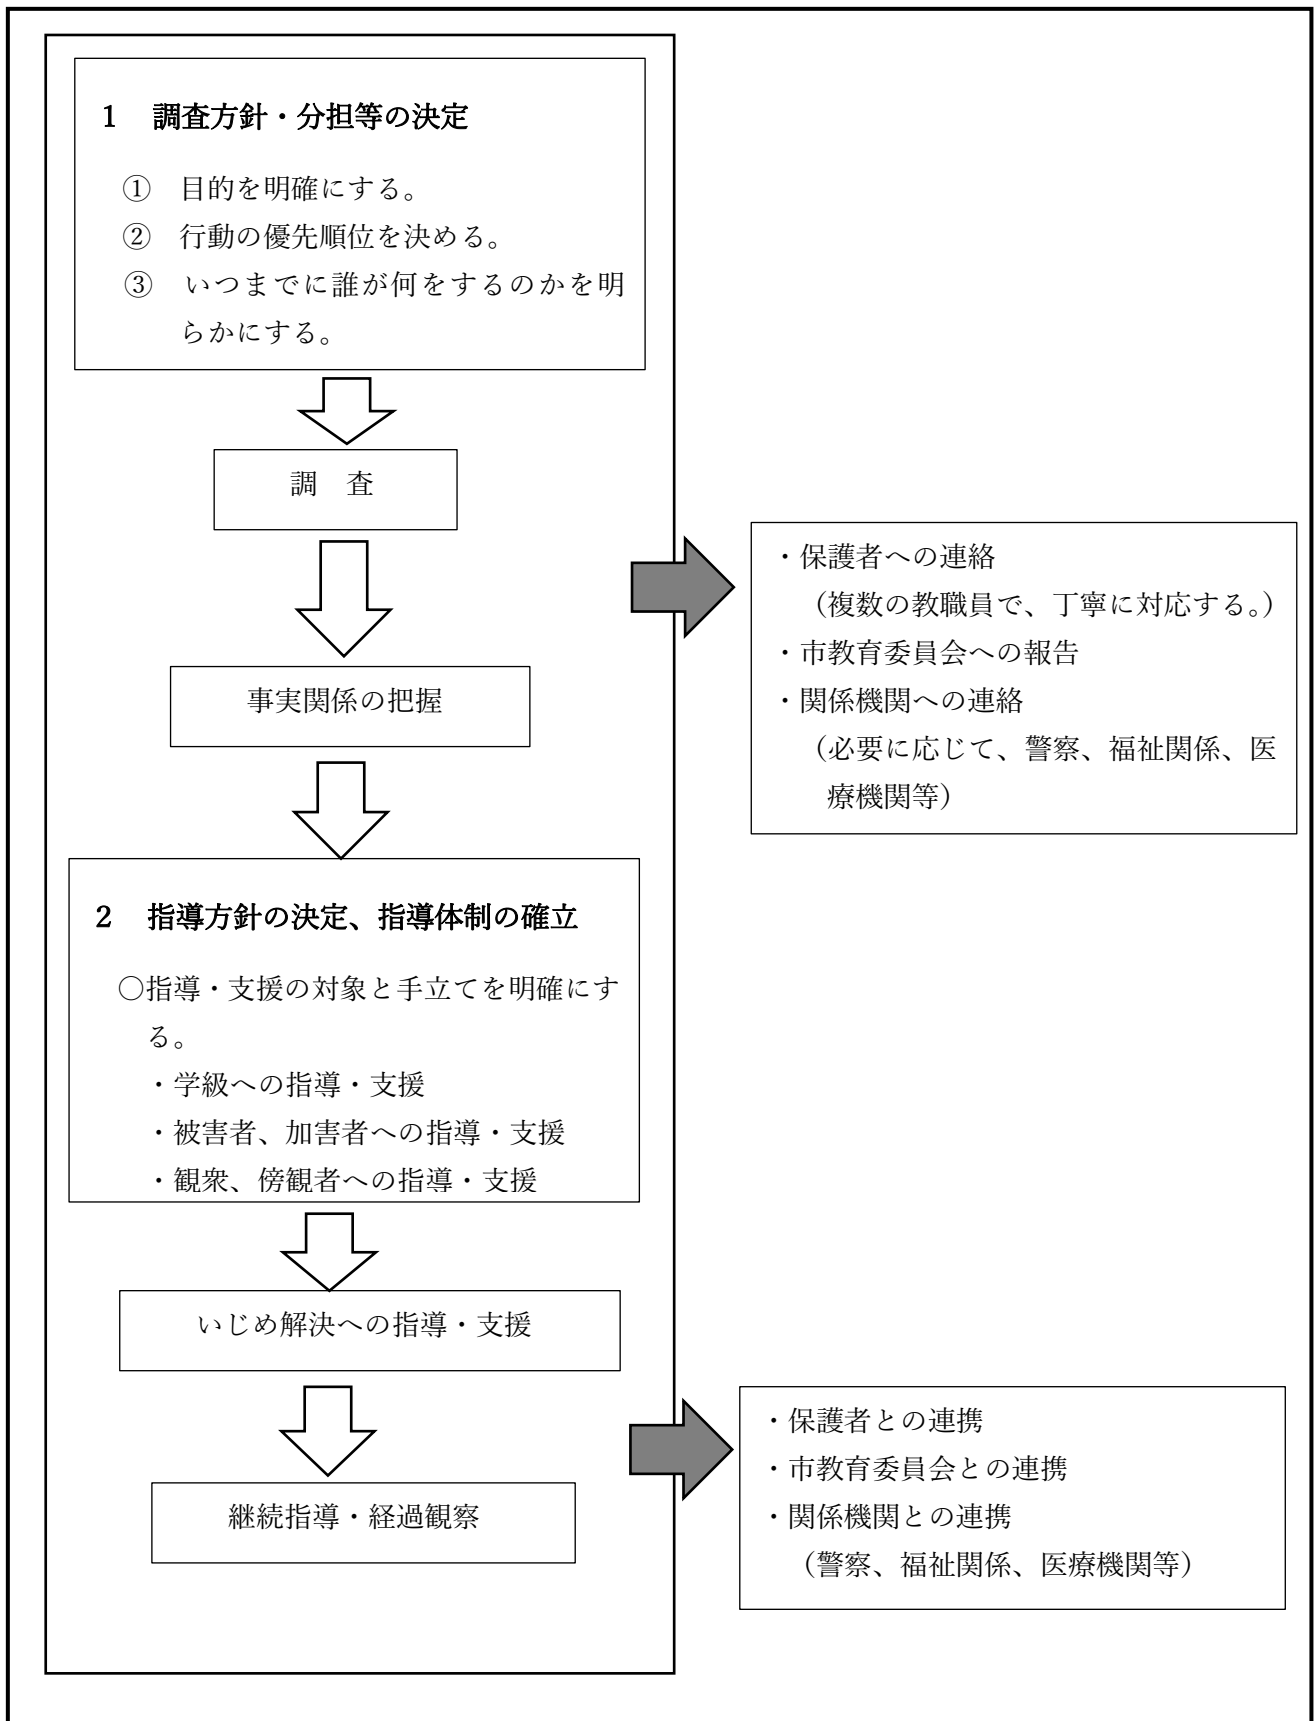 1　調査方針・分担等の決定
①　目的を明確にする。
②　行動の優先順位を決める。
③　いつまでに誰が何をするのかを明
らかにする。
調　査
・保護者への連絡
（複数の教職員で、丁寧に対応する。）
・市教育委員会への報告
・関係機関への連絡
（必要に応じて、警察、福祉関係、医
療機関等）
事実関係の把握
2　指導方針の決定、指導体制の確立
○指導・支援の対象と手立てを明確にす
る。
・学級への指導・支援
・被害者、加害者への指導・支援
・観衆、傍観者への指導・支援
いじめ解決への指導・支援
・保護者との連携
・市教育委員会との連携
・関係機関との連携
（警察、福祉関係、医療機関等）
継続指導・経過観察